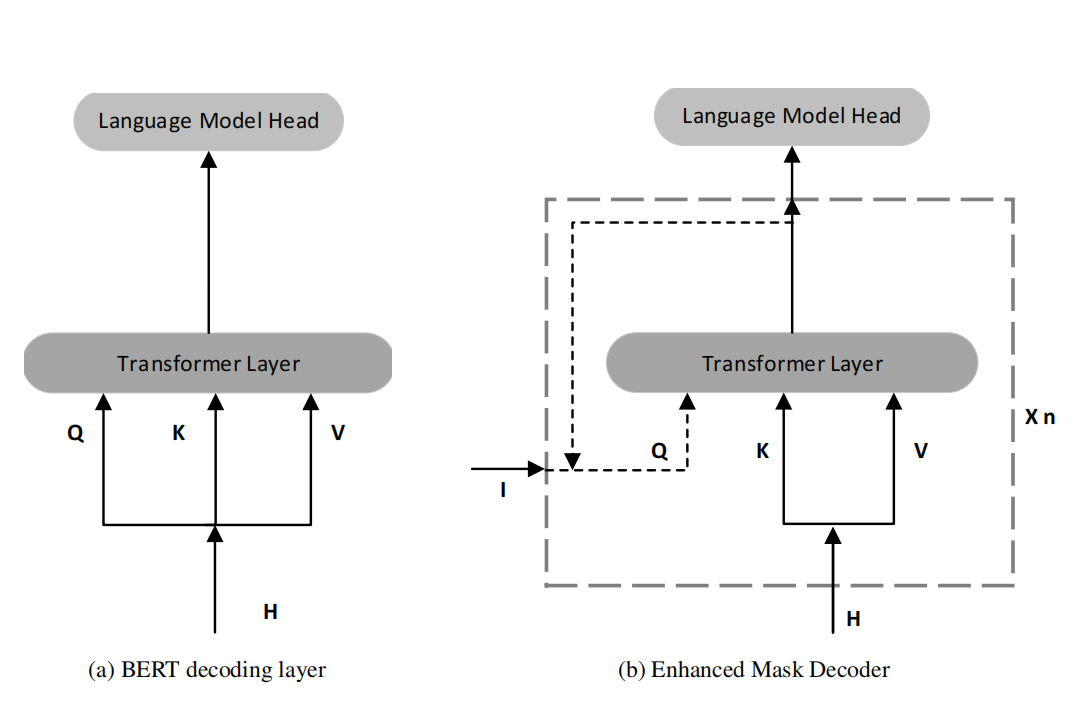 Language Model Head
Transformer Layer
Q
K
V
H
(a) BERT decoding layer
Language Model Head
Transformer Layer
X n
Q
K
V
I
H
(b) Enhanced Mask Decoder